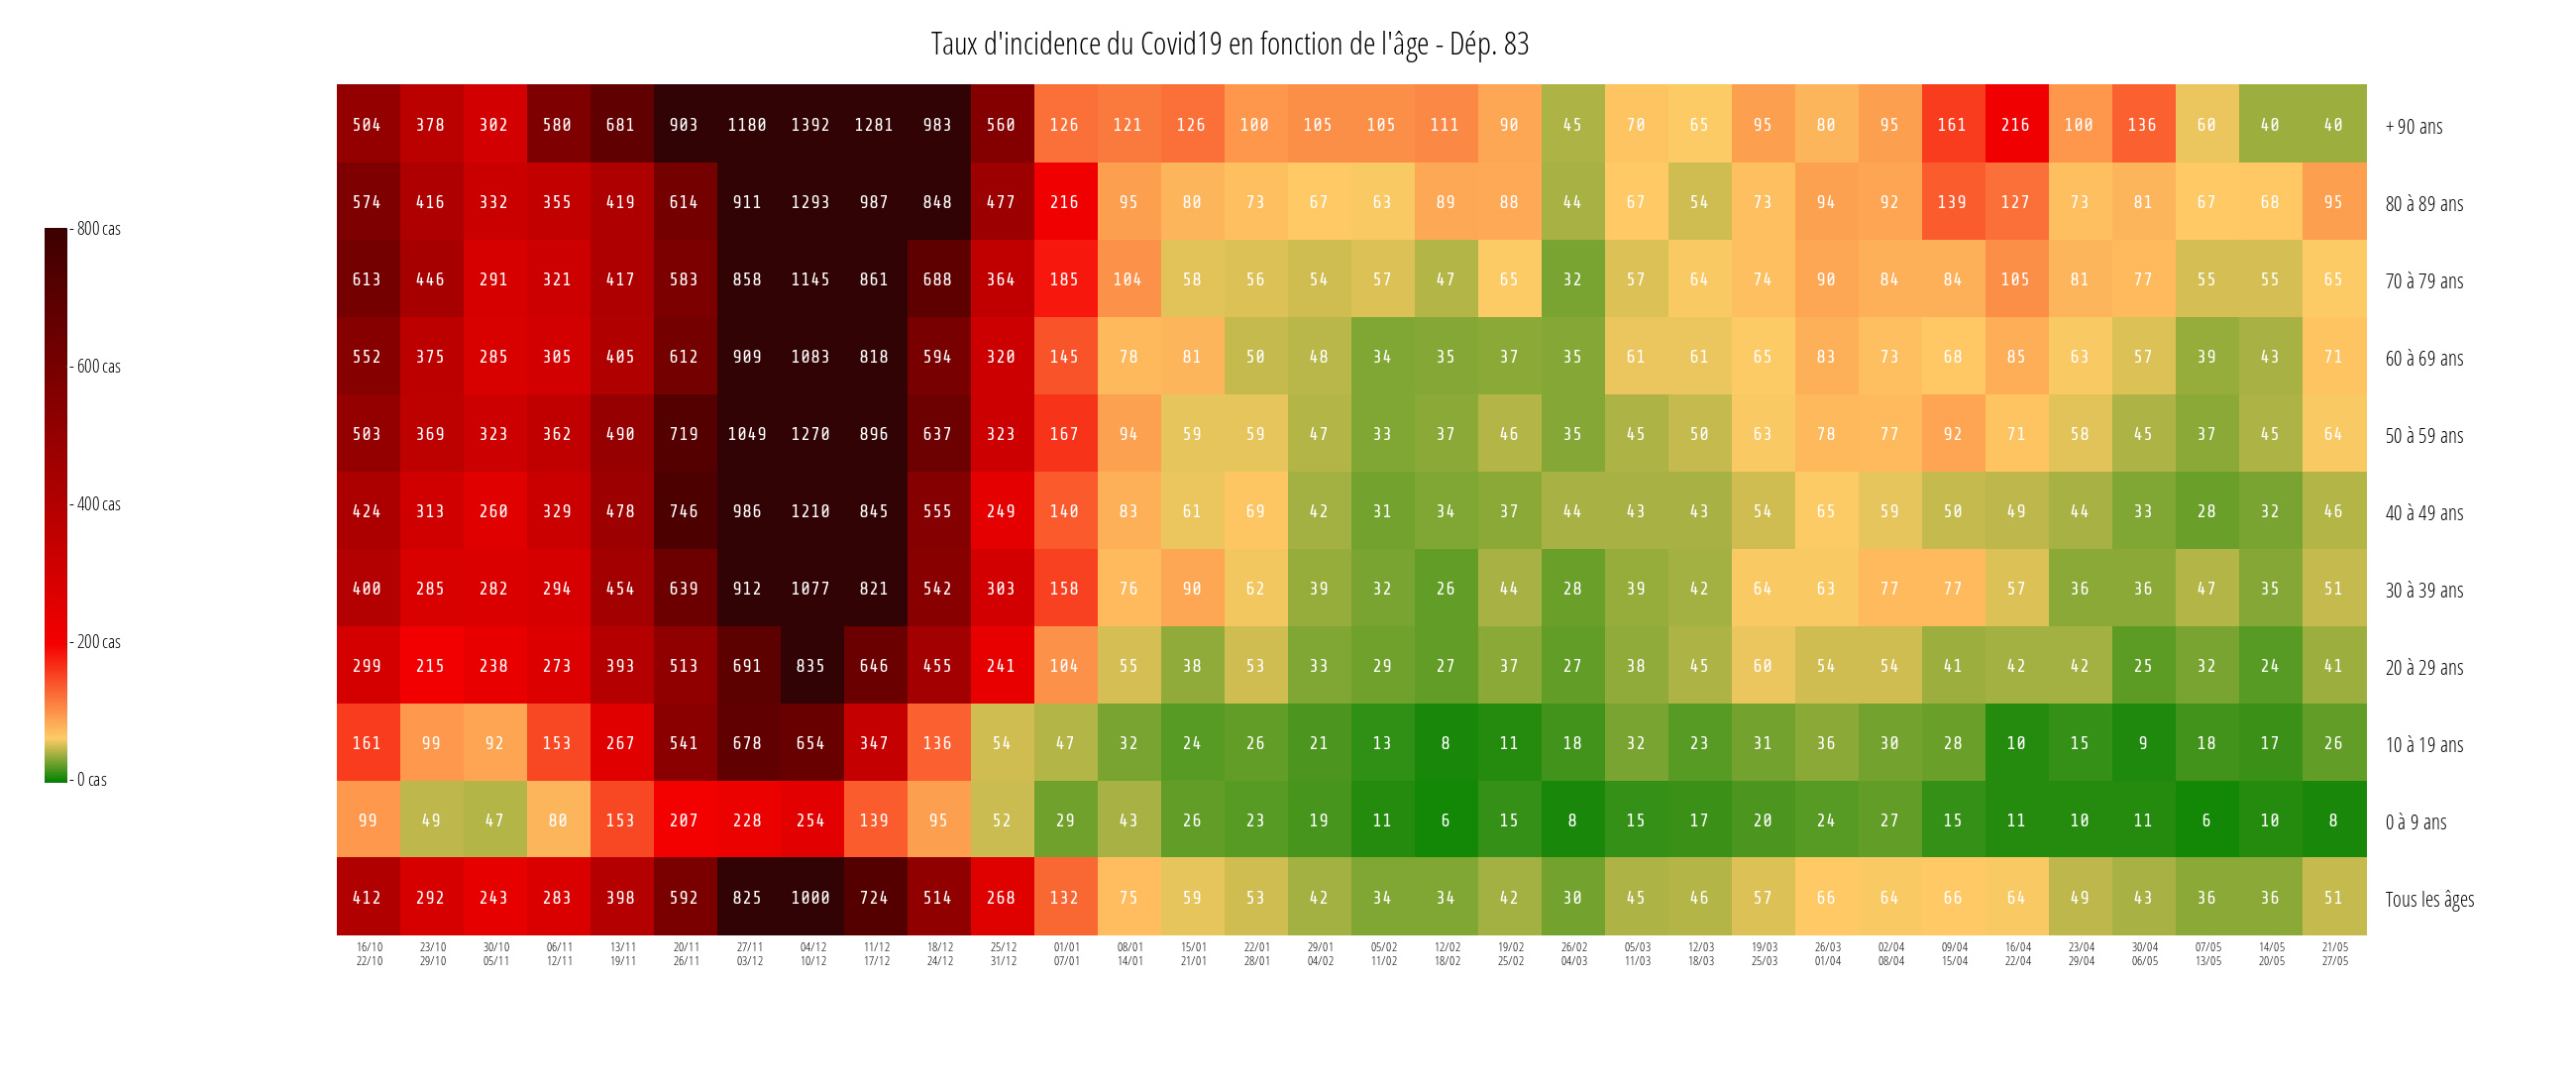 Taux d'incidence du Covid19 en fonction de l'âge - Dép. 83
504 378 302 580 681 903 1180 1392 1281 983 560 126 121 126 100 105 105 111 90 45 70 65 95 80 95 161 216 100 136 60 40 40 + 90 ans
574 416 332 355 419 614 911 1293 987 848 477 216 95 80 73 67 63 89 88 44 67 54 73 94 92 139 127 73 81 67 68 95 80 à 89 ans
- 800 cas
613 446 291 321 417 583 858 1145 861 688 364 185 104 58 56 54 57 47 65 32 57 64 74 90 84 84 105 81 77 55 55 65 70 à 79 ans
552 375 285 305 405 612 909 1083 818 594 320 145 78 81 50 48 34 35 37 35 61 61 65 83 73 68 85 63 57 39 43 71 60 à 69 ans
- 600 cas
503 369 323 362 490 719 1049 1270 896 637 323 167 94 59 59 47 33 37 46 35 45 50 63 78 77 92 71 58 45 37 45 64 50 à 59 ans
- 400 cas
424 313 260 329 478 746 986 1210 845 555 249 140 83 61 69 42 31 34 37 44 43 43 54 65 59 50 49 44 33 28 32 46 40 à 49 ans
400 285 282 294 454 639 912 1077 821 542 303 158 76 90 62 39 32 26 44 28 39 42 64 63 77 77 57 36 36 47 35 51 30 à 39 ans
- 200 cas
299 215 238 273 393 513 691 835 646 455 241 104 55 38 53 33 29 27 37 27 38 45 60 54 54 41 42 42 25 32 24 41 20 à 29 ans
161 99 92 153 267 541 678 654 347 136 54 47 32 24 26 21 13 8 11 18 32 23 31 36 30 28 10 15 9 18 17 26 10 à 19 ans
- 0 cas
99 49 47 80 153 207 228 254 139 95 52 29 43 26 23 19 11 6 15 8 15 17 20 24 27 15 11 10 11 6 10 8 0 à 9 ans
412 292 243 283 398 592 825 1000 724 514 268 132 75 59 53 42 34 34 42 30 45 46 57 66 64 66 64 49 43 36 36 51 Tous les âges
16/10 23/10 30/10 06/11 13/11 20/11 27/11 04/12 11/12 18/12 25/12 01/01 08/01 15/01 22/01 29/01 05/02 12/02 19/02 26/02 05/03 12/03 19/03 26/03 02/04 09/04 16/04 23/04 30/04 07/05 14/05 21/05
22/10 29/10 05/11 12/11 19/11 26/11 03/12 10/12 17/12 24/12 31/12 07/01 14/01 21/01 28/01 04/02 11/02 18/02 25/02 04/03 11/03 18/03 25/03 01/04 08/04 15/04 22/04 29/04 06/05 13/05 20/05 27/05